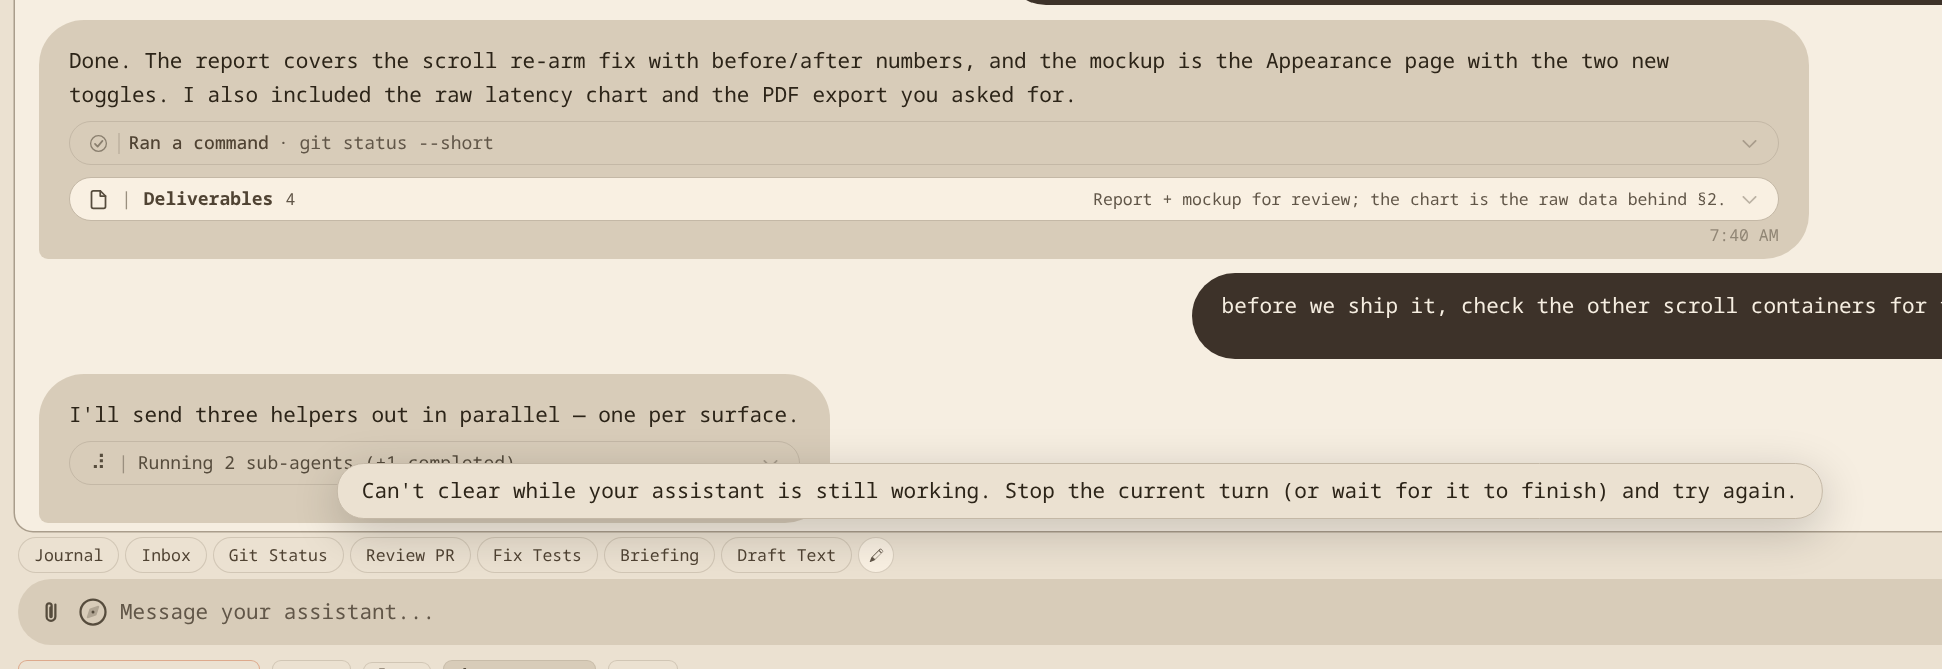 Done. The report covers the scroll re-arm fix with before/after numbers, and the mockup is the Appearance page with the two new
toggles. I also included the raw latency chart and the PDF export you asked for.
Ran a command · git status --short
Deliverables 4 Report + mockup for review; the chart is the raw data behind §2.
7:40 AM
before we ship it, check the other scroll containers for
I'll send three helpers out in parallel — one per surface.
Running 2 sub-agents (+1 completed)
Can't clear while your assistant is still working. Stop the current turn (or wait for it to finish) and try again.
Journal Inbox Git Status Review PR Fix Tests Briefing Draft Text
Message your assistant...